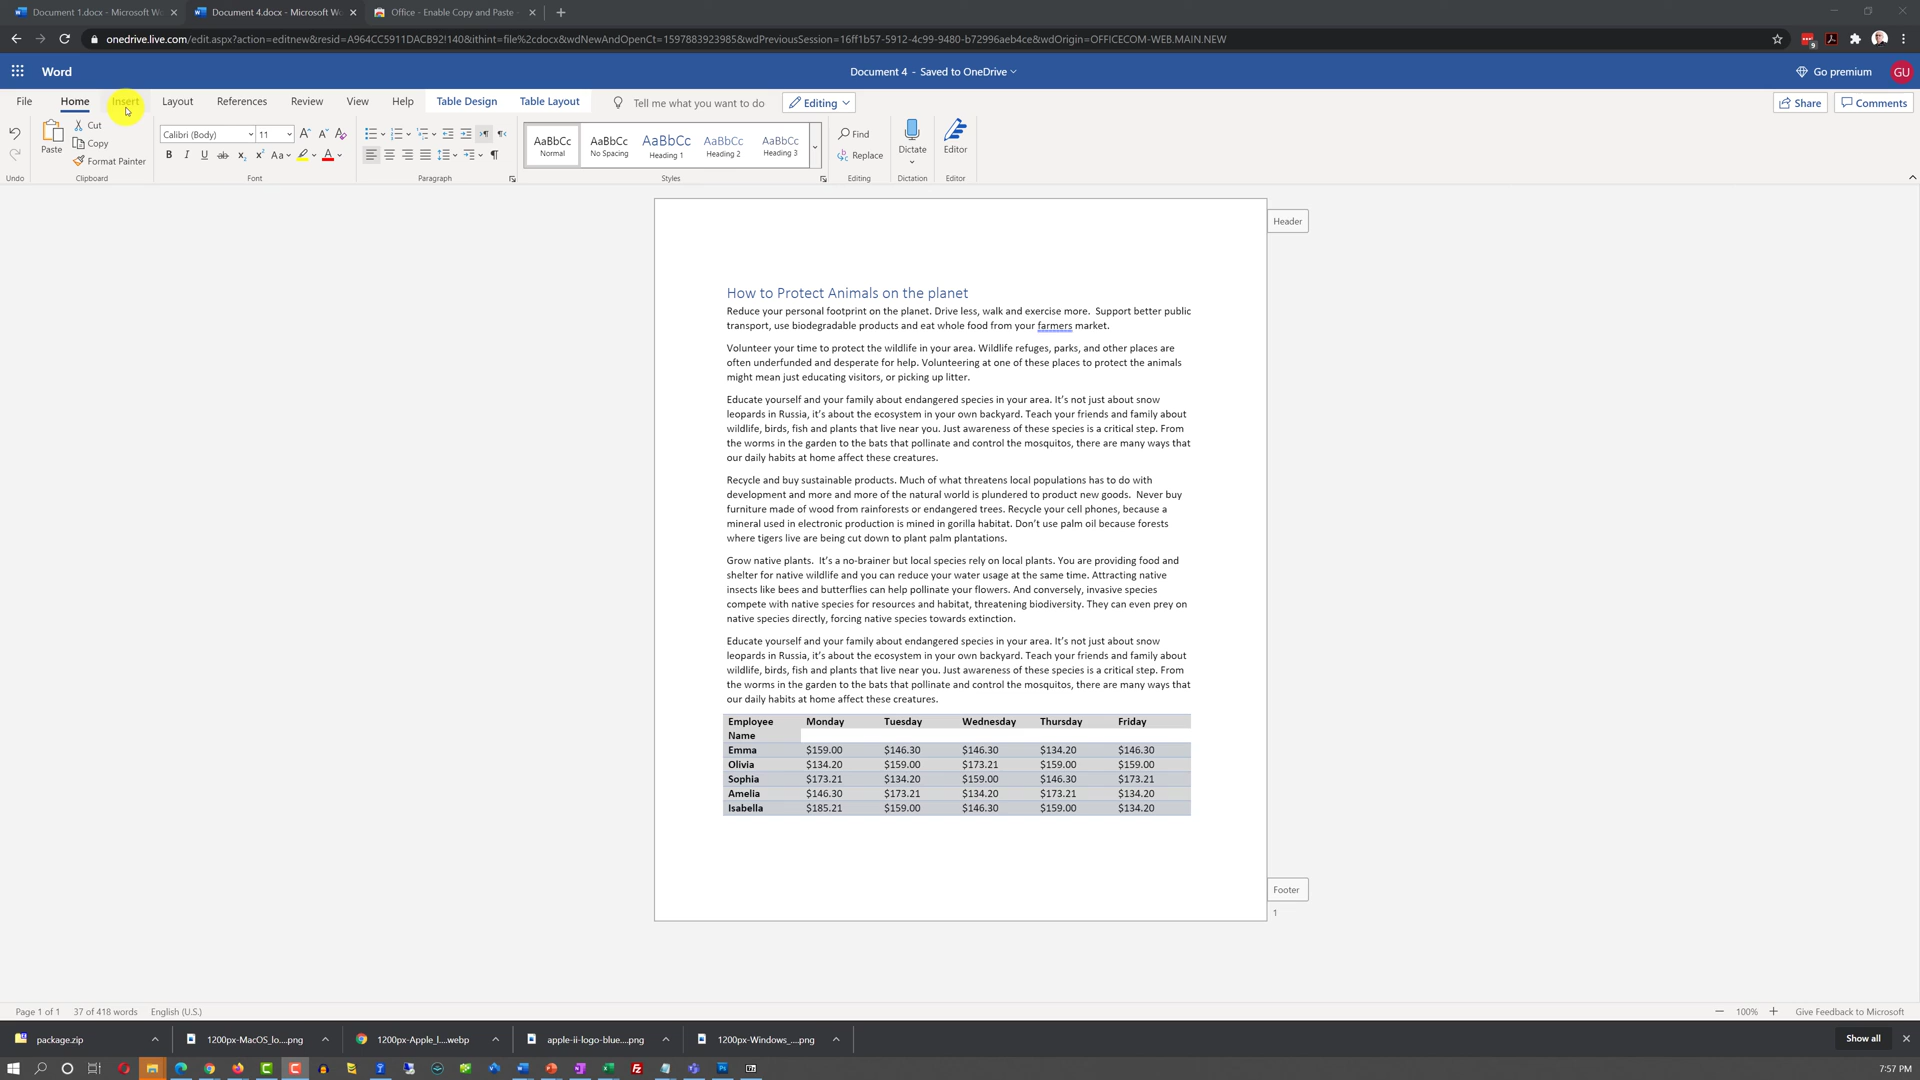 Document 1.docx - Microsoft Wo
Document 4.docx - Microsoft Wo
Office - Enable Copy and Paste -
onedrive.live.com/edit.aspx?action=editnew&resid=A964CC5911DACB92!140&ithint=file%2cdocx&wdNewAndOpenCt=1597883923985&wdPreviousSession=16ff1b57-5912-4c99-9480-b72996aeb4ce&wdOrigin=OFFICECOM-WEB.MAIN.NEW
9
Word
Document 4 - Saved to OneDrive
Go premium
GU
File
Home
Insert
Layout
References
Review
View
Help
Table Design
Table Layout
Tell me what you want to do
Editing
Share
Comments
Paste
Cut
Copy
Format Painter
Calibri (Body)
11
AaBbCc AaBbCc AaBbCc AaBbCc AaBbCc
Normal No Spacing Heading 1 Heading 2 Heading 3
Find
Replace
Dictate
Editor
Undo
Clipboard
Font
Paragraph
Styles
Editing
Dictation
Editor
Header
How to Protect Animals on the planet
Reduce your personal footprint on the planet. Drive less, walk and exercise more.  Support better public
transport, use biodegradable products and eat whole food from your farmers market.
Volunteer your time to protect the wildlife in your area. Wildlife refuges, parks, and other places are
often underfunded and desperate for help. Volunteering at one of these places to protect the animals
might mean just educating visitors, or picking up litter.
Educate yourself and your family about endangered species in your area. It's not just about snow
leopards in Russia, it's about the ecosystem in your own backyard. Teach your friends and family about
wildlife, birds, fish and plants that live near you. Just awareness of these species is a critical step. From
the worms in the garden to the bats that pollinate and control the mosquitos, there are many ways that
our daily habits at home affect these creatures.
Recycle and buy sustainable products. Much of what threatens local populations has to do with
development and more and more of the natural world is plundered to product new goods.  Never buy
furniture made of wood from rainforests or endangered trees. Recycle your cell phones, because a
mineral used in electronic production is mined in gorilla habitat. Don't use palm oil because forests
where tigers live are being cut down to plant palm plantations.
Grow native plants.  It's a no-brainer but local species rely on local plants. You are providing food and
shelter for native wildlife and you can reduce your water usage at the same time. Attracting native
insects like bees and butterflies can help pollinate your flowers. And conversely, invasive species
compete with native species for resources and habitat, threatening biodiversity. They can even prey on
native species directly, forcing native species towards extinction.
Educate yourself and your family about endangered species in your area. It's not just about snow
leopards in Russia, it's about the ecosystem in your own backyard. Teach your friends and family about
wildlife, birds, fish and plants that live near you. Just awareness of these species is a critical step. From
the worms in the garden to the bats that pollinate and control the mosquitos, there are many ways that
our daily habits at home affect these creatures.
Employee Monday Tuesday Wednesday Thursday Friday
Name
Emma $159.00 $146.30 $146.30 $134.20 $146.30
Olivia $134.20 $159.00 $173.21 $159.00 $159.00
Sophia $173.21 $134.20 $159.00 $146.30 $173.21
Amelia $146.30 $173.21 $134.20 $173.21 $134.20
Isabella $185.21 $159.00 $146.30 $159.00 $134.20
Footer
1
Page 1 of 1
37 of 418 words
English (U.S.)
100%
Give Feedback to Microsoft
package.zip
1200px-MacOS_lo....png
1200px-Apple_l....webp
apple-ii-logo-blue....png
1200px-Windows_....png
Show all
7:57 PM